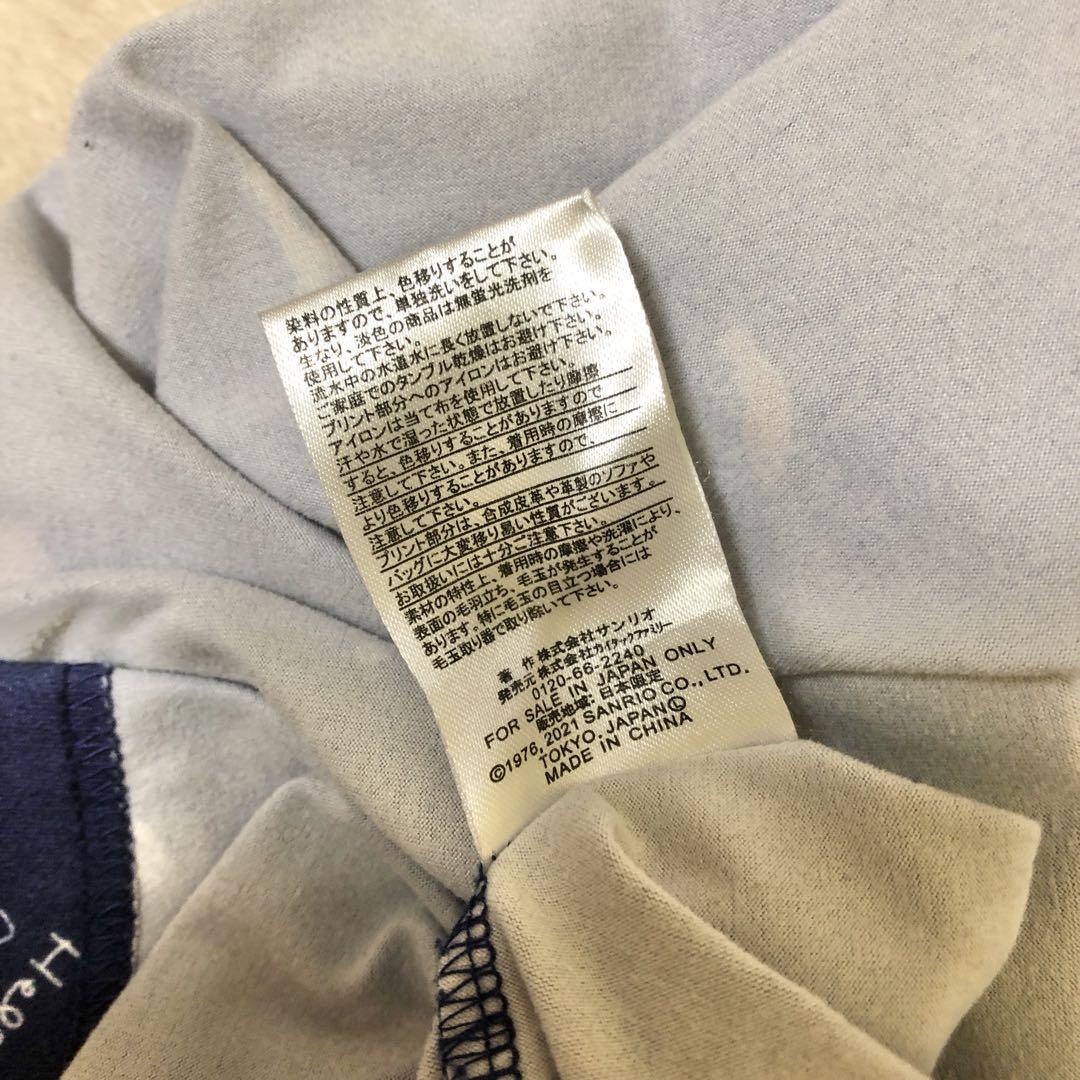 染料の性質上、色移りすることが
ありますので、単独洗いをして下さい。
生なり、淡色の商品は無蛍光洗剤を
使用して下さい。
流水中の水道水に長く放置しないで下さい。
ご家庭でのタンブル乾燥はお避け下さい。
プリント部分へのアイロンはお避け下さい。
アイロンは当て布を使用して下さい。
汗や水で湿った状態で放置したり摩擦
すると、色移りすることがありますので
注意して下さい。また、着用時の摩擦に
より色移りすることがありますので、
注意して下さい。
プリント部分は、合成皮革や革製のソファや
バッグに大変移り易い性質がございます。
お取扱いには十分ご注意下さい。
素材の特性上、着用時の摩擦や洗濯により、
表面の毛羽立ち、毛玉が発生することが
あります。特に毛玉の目立つ場合には
毛玉取り器で取り除いて下さい。
著 作 株式会社サンリオ
発売元 株式会社カイタックファミリー
0120-66-2240
FOR SALE IN JAPAN ONLY
販売地域：日本限定
©1976, 2021 SANRIO CO., LTD.
TOKYO, JAPAN Ⓛ
MADE IN CHINA
Hel